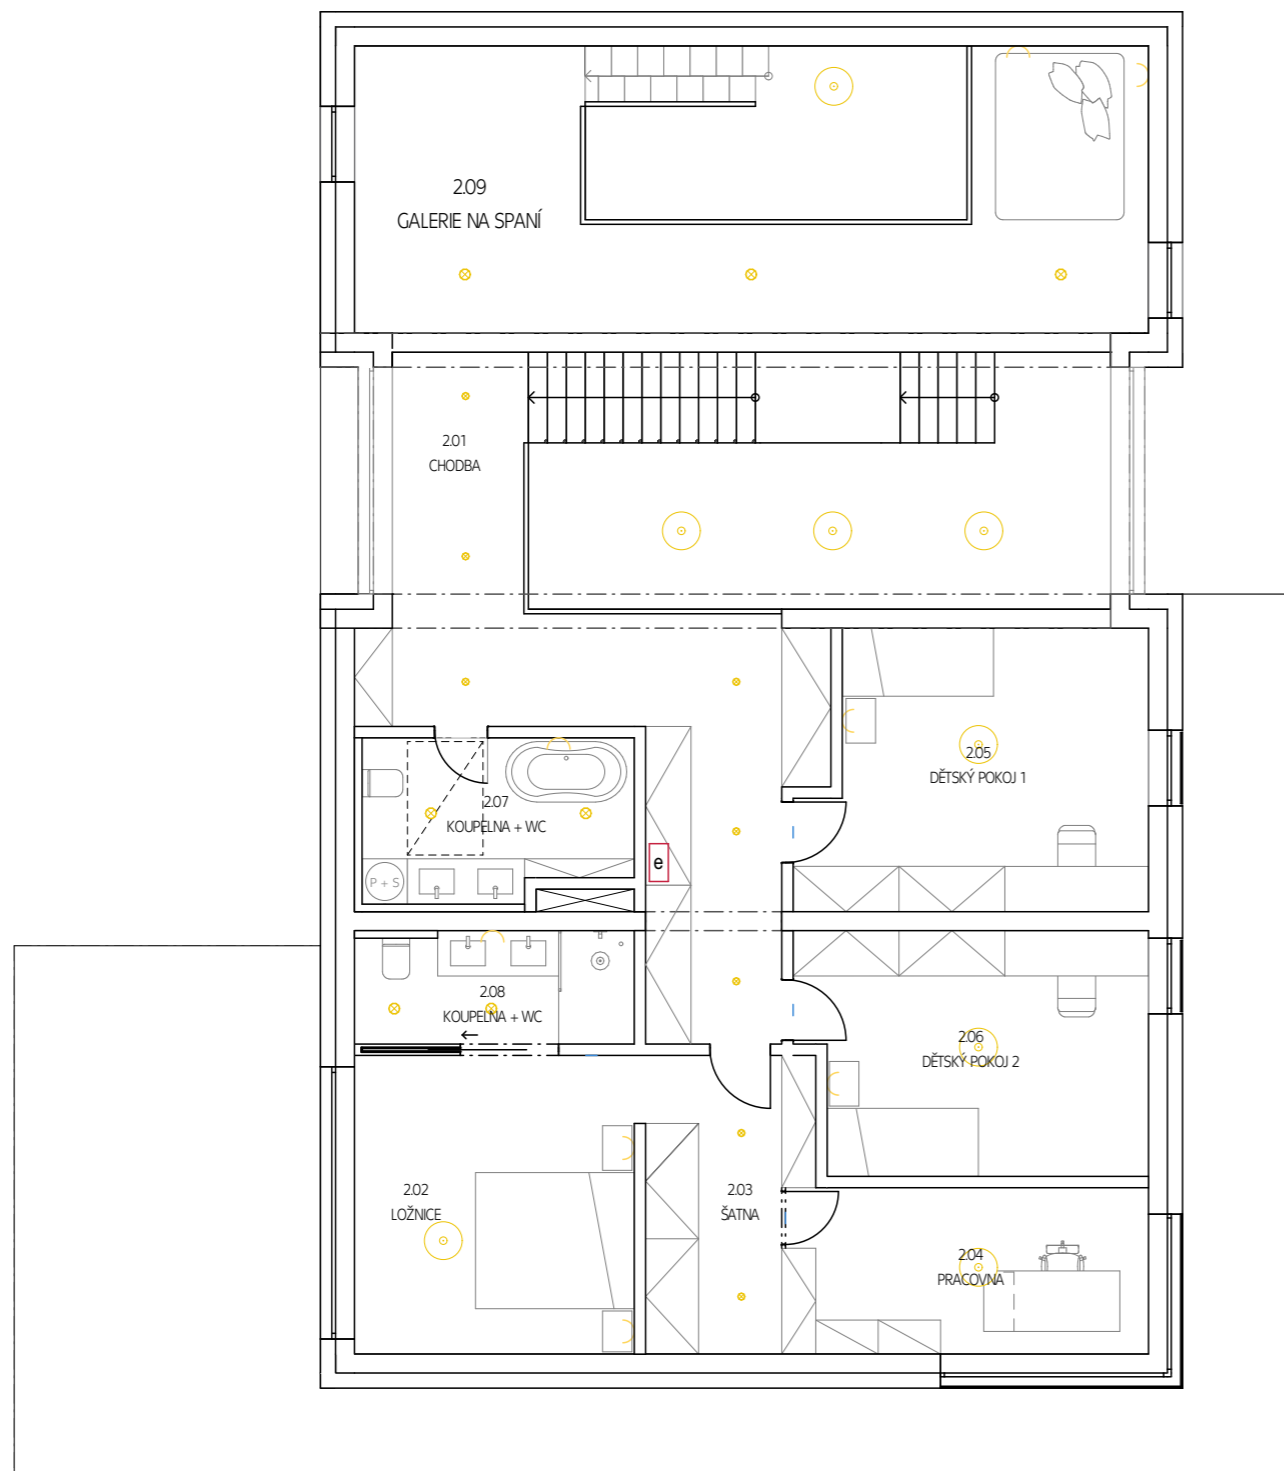 2.09
GALERIE NA SPANÍ
2.01
CHODBA
2.05
DĚTSKÝ POKOJ 1
2.07
KOUPELNA + WC
e
P + S
2.08
KOUPELNA + WC
2.06
DĚTSKÝ POKOJ 2
2.02
LOŽNICE
2.03
ŠATNA
2.04
PRACOVNA